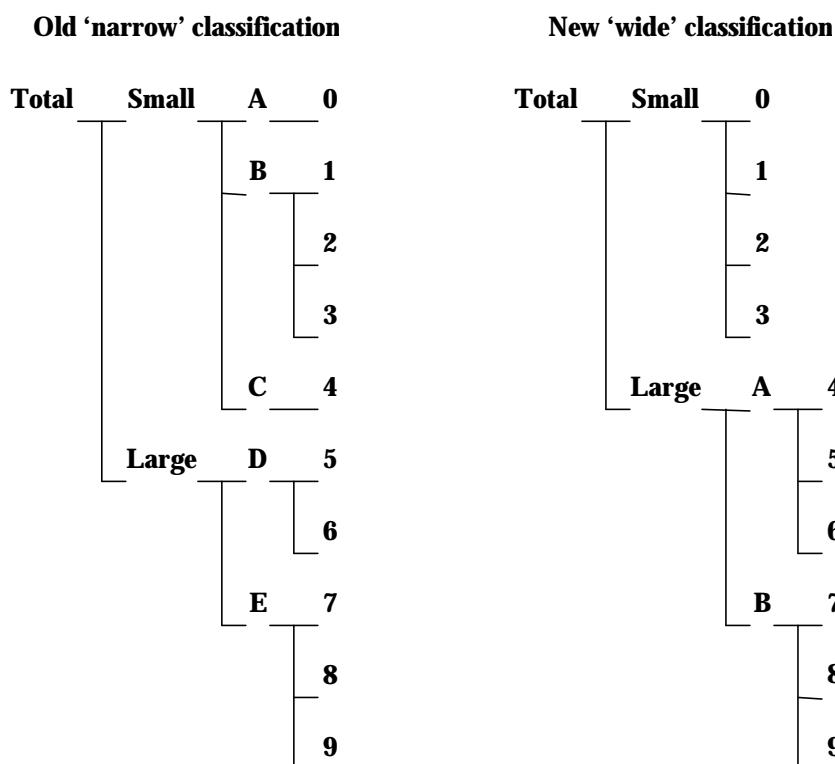 Old ‘narrow’ classification
Total Small A 0
B 1
2
3
C 4
Large D 5
6
E 7
8
9
New ‘wide’ classification
Total Small 0
1
2
3
Large A 4
5
6
B 7
8
9